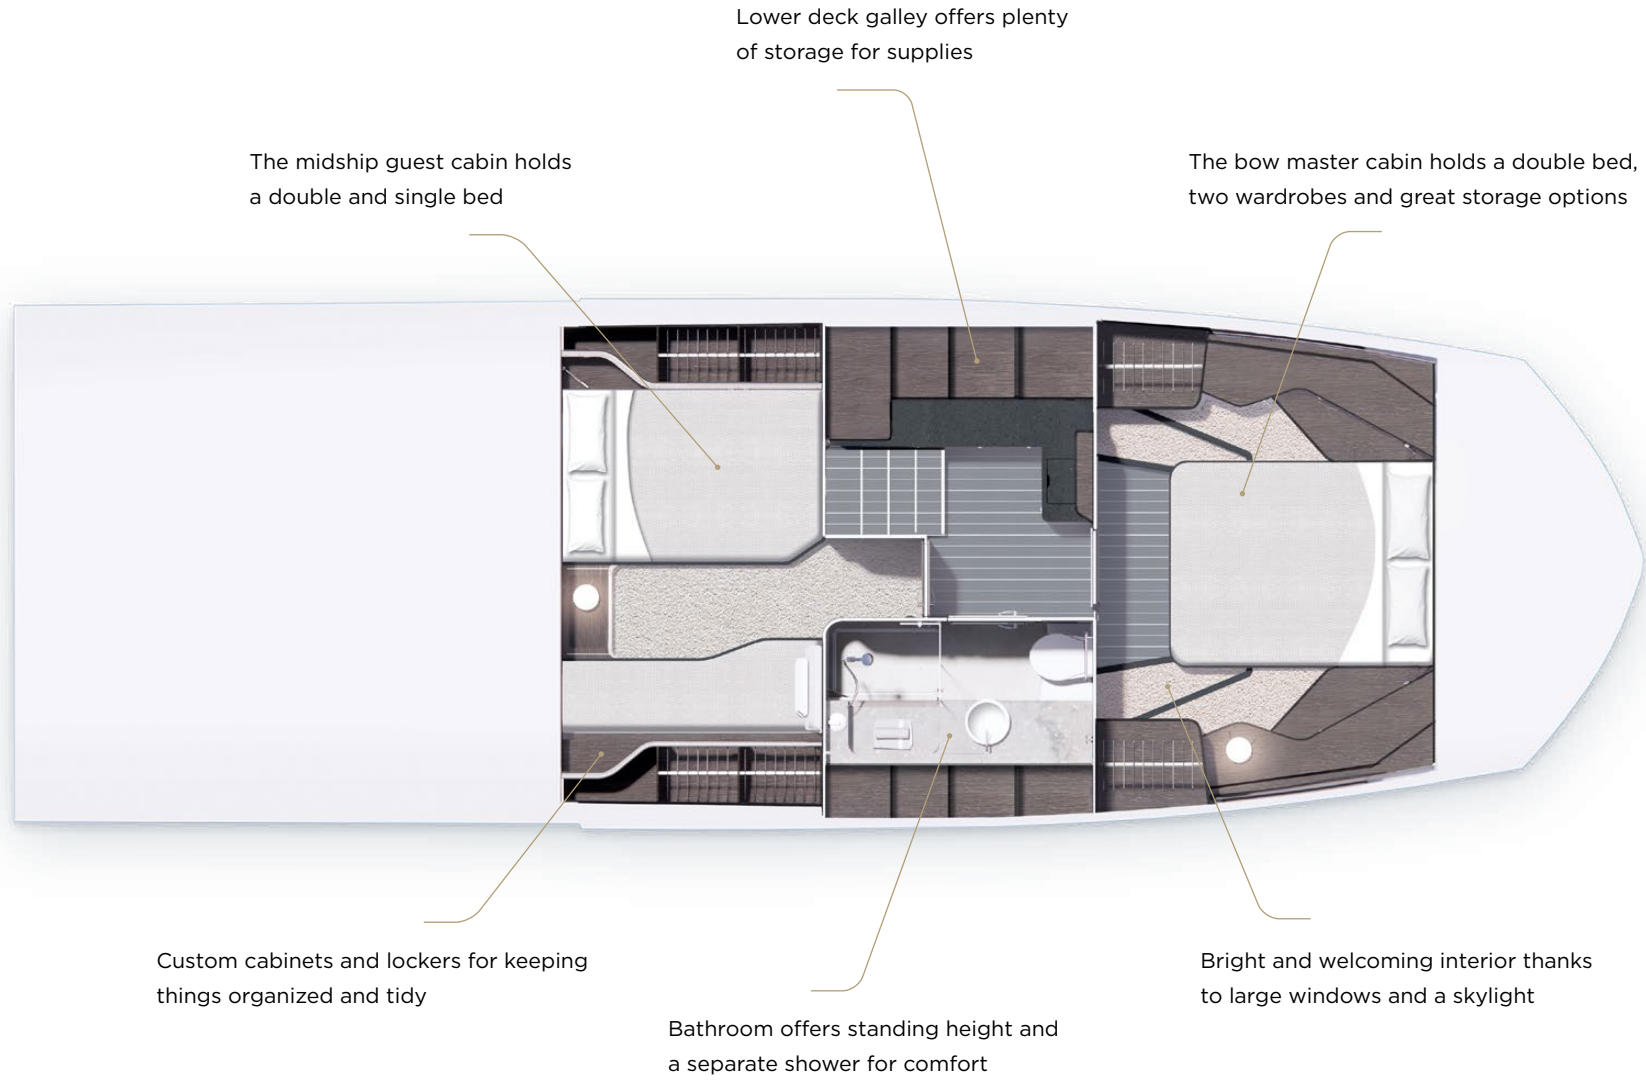 Lower deck galley offers plenty
of storage for supplies
The midship guest cabin holds
a double and single bed
The bow master cabin holds a double bed,
two wardrobes and great storage options
Custom cabinets and lockers for keeping
things organized and tidy
Bathroom offers standing height and
a separate shower for comfort
Bright and welcoming interior thanks
to large windows and a skylight